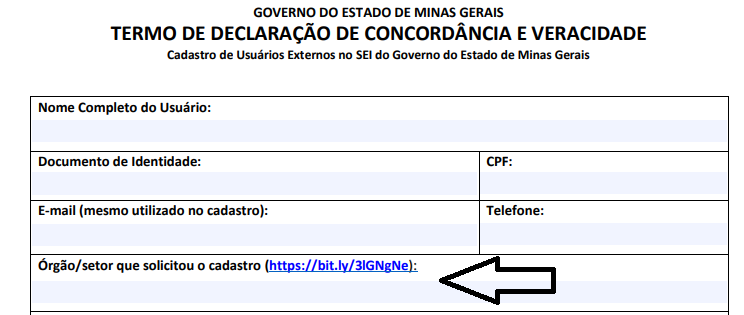 GOVERNO DO ESTADO DE MINAS GERAIS
TERMO DE DECLARAÇÃO DE CONCORDÂNCIA E VERACIDADE
Cadastro de Usuários Externos no SEI do Governo do Estado de Minas Gerais
Nome Completo do Usuário:
Documento de Identidade: CPF:
E-mail (mesmo utilizado no cadastro): Telefone:
Órgão/setor que solicitou o cadastro (https://bit.ly/3lGNgNe):